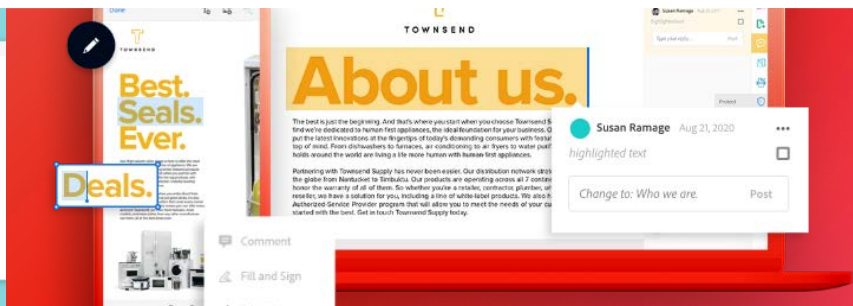 Done
TOWNSEND
Best.
Seals.
Ever.
Deals.
TOWNSEND
About us.
The best is just the beginning. And that's where you start when you choose Townsend S
find we're dedicated to human first appliances, the ideal foundation for your business. O
put the latest innovations at the fingertips of today's demanding consumers with featur
top of mind. From dishwashers to furnaces, air conditioning to air fryers to water purif
holds around the world are living a life more human with human-first appliances.
Partnering with Townsend Supply has never been easier. Our distribution network stre
the globe from Nantucket to Timbuktu. Our products are operating across all 7 contin
honor the warranty of all of them. So whether you're a retailer, contractor, plumber, wh
reseller, we have a solution for you, including a line of white-label products. We also h
Authorized Service Provider program that will allow you to meet the needs of your cu
started with the best. Get in touch Townsend Supply today.
Susan Ramage Aug 21, 2020
highlighted text
Type your reply...
Post
Protect
Susan Ramage Aug 21, 2020
highlighted text
Change to: Who we are.
Post
Comment
Fill and Sign